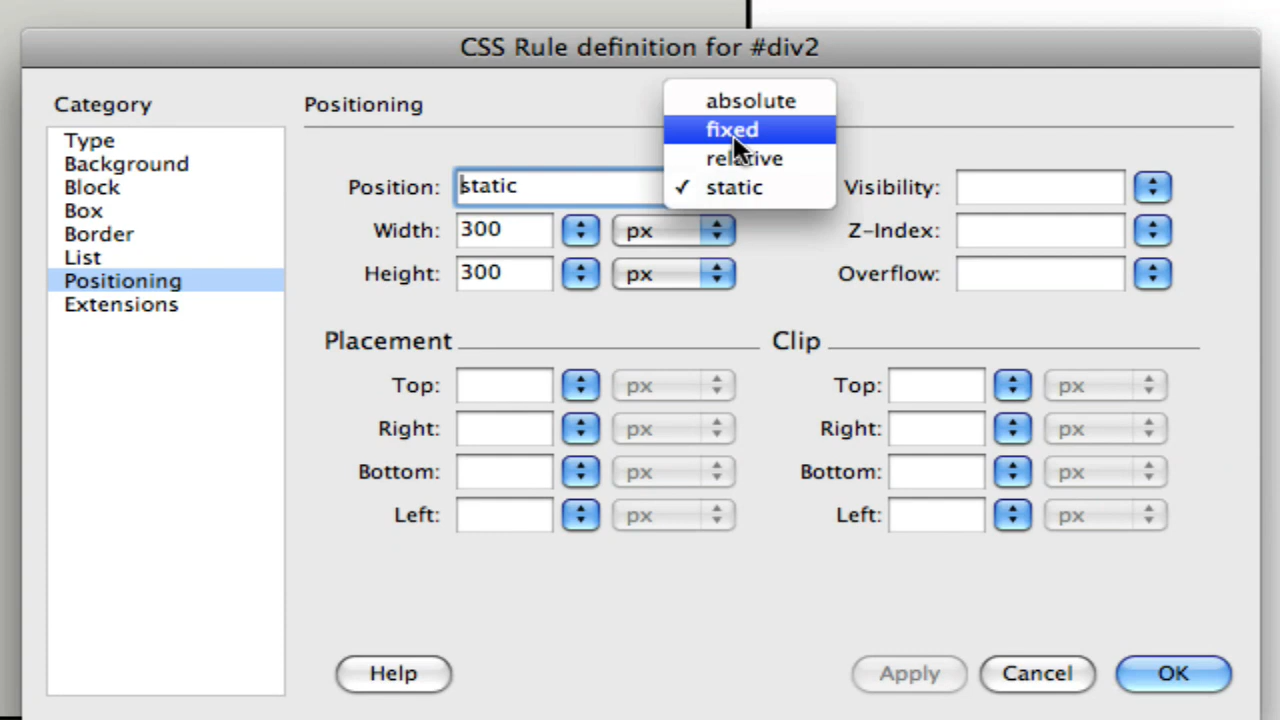 CSS Rule definition for #div2
Category
Type
Background
Block
Box
Border
List
Positioning
Extensions
Positioning
absolute
fixed
relative
static
Position: static
Width: 300 px
Height: 300 px
Visibility:
Z-Index:
Overflow:
Placement
Top: px
Right: px
Bottom: px
Left: px
Clip
Top: px
Right: px
Bottom: px
Left: px
Help
Apply
Cancel
OK